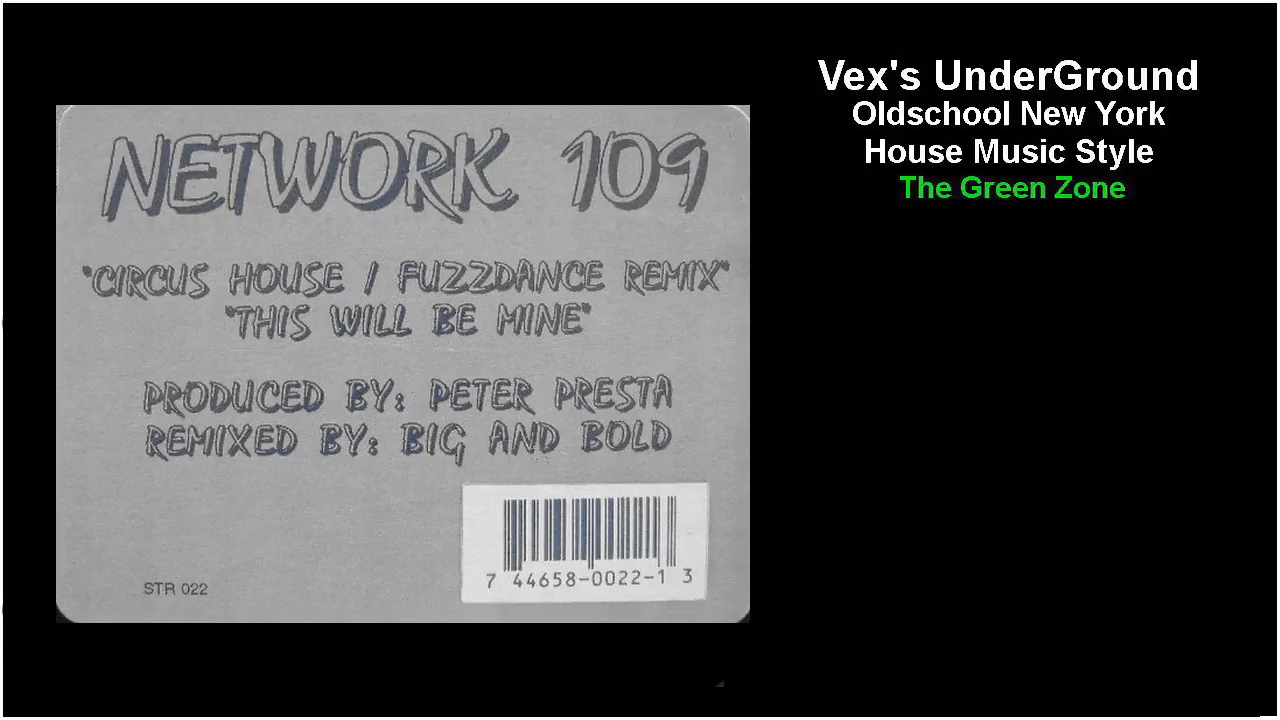 NETWORK 109
"CIRCUS HOUSE / FUZZDANCE REMIX"
"THIS WILL BE MINE"
PRODUCED BY: PETER PRESTA
REMIXED BY: BIG AND BOLD
STR 022
7 44658-0022-1 3
Vex's UnderGround
Oldschool New York
House Music Style
The Green Zone